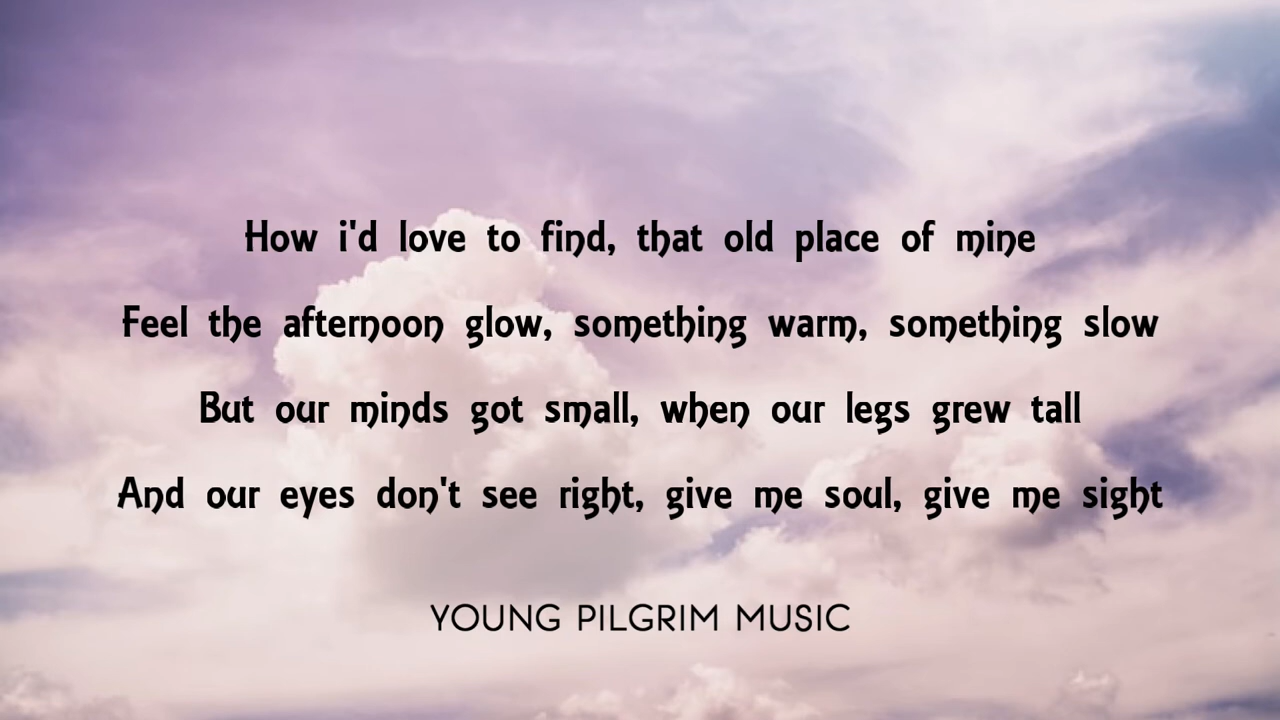 How i'd love to find, that old place of mine
Feel the afternoon glow, something warm, something slow
But our minds got small, when our legs grew tall
And our eyes don't see right, give me soul, give me sight
YOUNG PILGRIM MUSIC